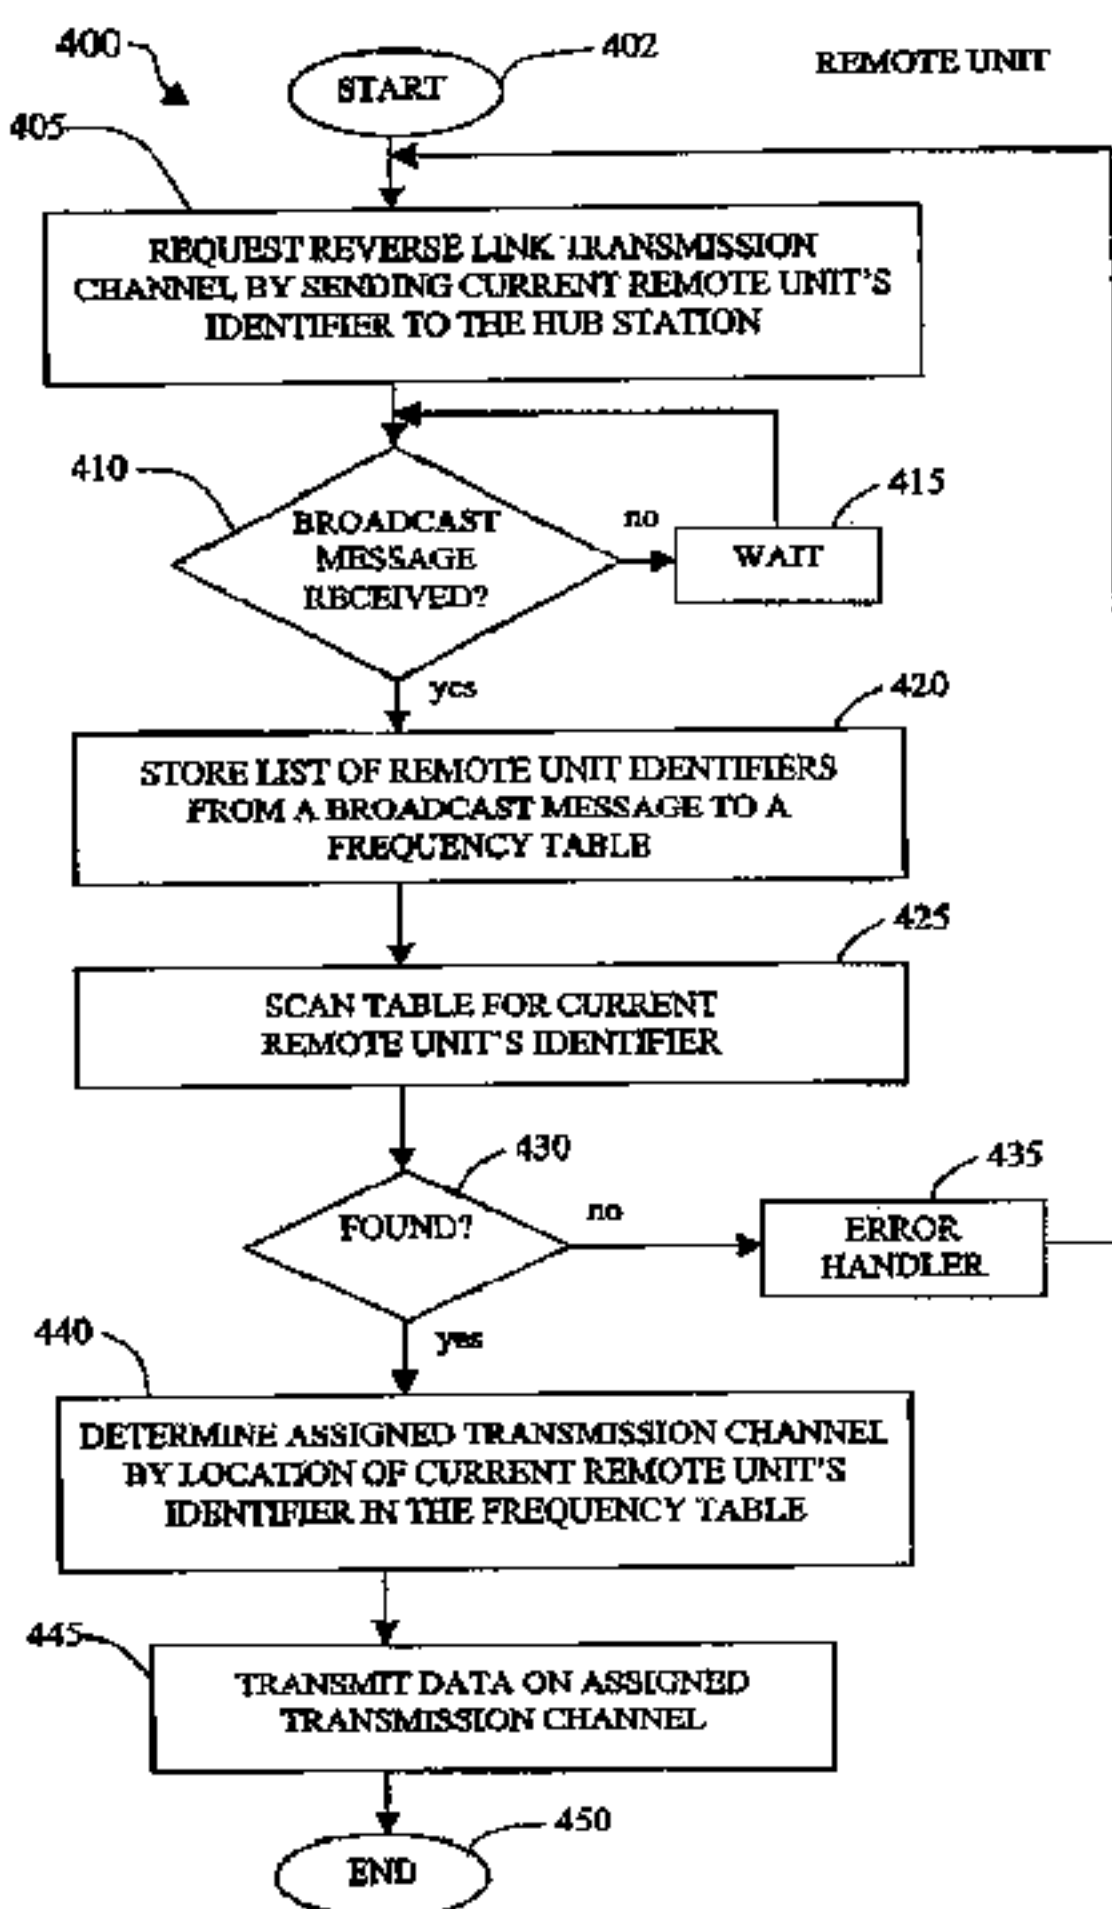 400
402
REMOTE UNIT
START
405
REQUEST REVERSE LINK TRANSMISSION
CHANNEL BY SENDING CURRENT REMOTE UNIT'S
IDENTIFIER TO THE HUB STATION
410
415
BROADCAST
MESSAGE
RECEIVED?
no
WAIT
yes
420
STORE LIST OF REMOTE UNIT IDENTIFIERS
FROM A BROADCAST MESSAGE TO A
FREQUENCY TABLE
425
SCAN TABLE FOR CURRENT
REMOTE UNIT'S IDENTIFIER
430
435
FOUND?
no
ERROR
HANDLER
yes
440
DETERMINE ASSIGNED TRANSMISSION CHANNEL
BY LOCATION OF CURRENT REMOTE UNIT'S
IDENTIFIER IN THE FREQUENCY TABLE
445
TRANSMIT DATA ON ASSIGNED
TRANSMISSION CHANNEL
450
END